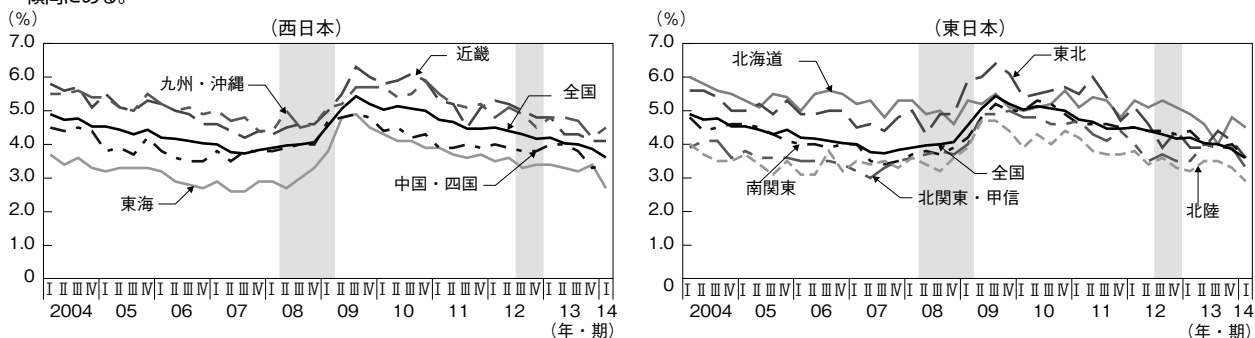 傾向にある。
(%)
(西日本)
7.0
6.0
5.0
4.0
3.0
2.0
1.0
0
近畿
九州・沖縄
全国
中国・四国
東海
Ⅰ Ⅱ Ⅲ Ⅳ Ⅰ Ⅱ Ⅲ Ⅳ Ⅰ Ⅱ Ⅲ Ⅳ Ⅰ Ⅱ Ⅲ Ⅳ Ⅰ Ⅱ Ⅲ Ⅳ Ⅰ Ⅱ Ⅲ Ⅳ Ⅰ Ⅱ Ⅲ Ⅳ Ⅰ Ⅱ Ⅲ Ⅳ Ⅰ Ⅱ Ⅲ Ⅳ Ⅰ Ⅱ Ⅲ Ⅳ Ⅰ
2004 05 06 07 08 09 10 11 12 13 14
(年・期)
(%)
(東日本)
7.0
6.0
5.0
4.0
3.0
2.0
1.0
0
北海道
東北
南関東
全国
北関東・甲信
北陸
Ⅰ Ⅱ Ⅲ Ⅳ Ⅰ Ⅱ Ⅲ Ⅳ Ⅰ Ⅱ Ⅲ Ⅳ Ⅰ Ⅱ Ⅲ Ⅳ Ⅰ Ⅱ Ⅲ Ⅳ Ⅰ Ⅱ Ⅲ Ⅳ Ⅰ Ⅱ Ⅲ Ⅳ Ⅰ Ⅱ Ⅲ Ⅳ Ⅰ Ⅱ Ⅲ Ⅳ Ⅰ Ⅱ Ⅲ Ⅳ Ⅰ
2004 05 06 07 08 09 10 11 12 13 14
(年・期)